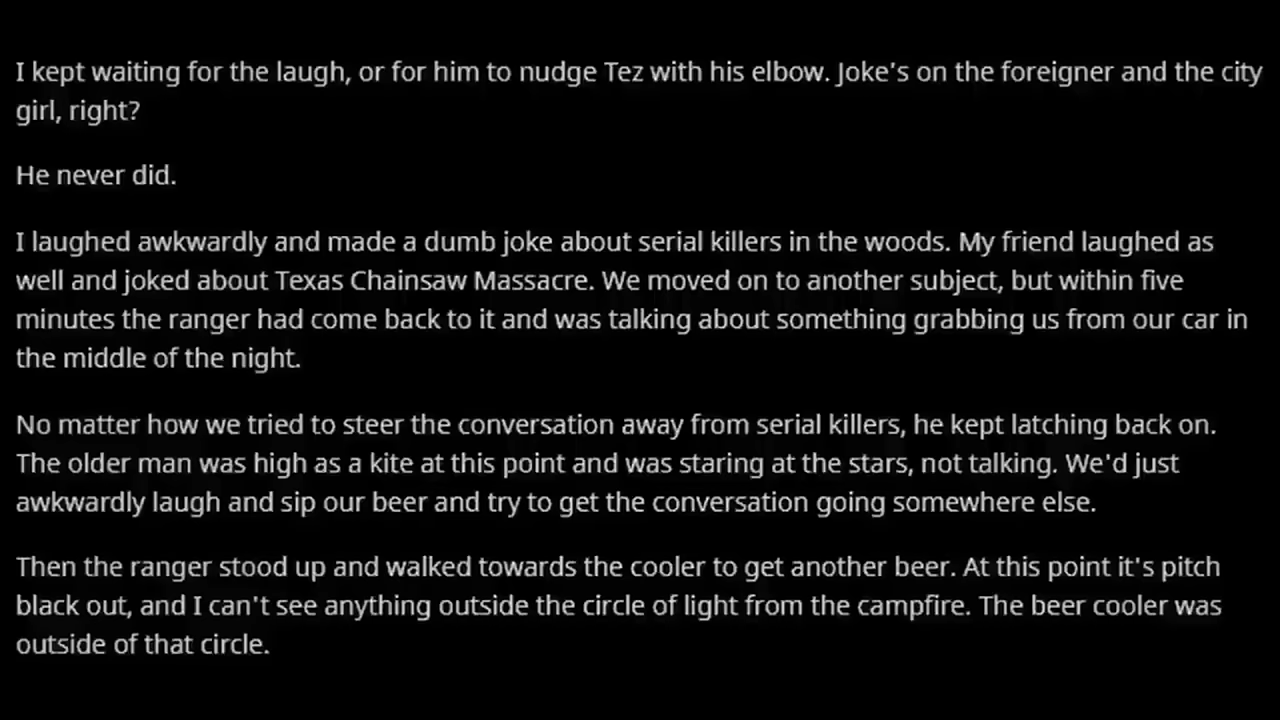 I kept waiting for the laugh, or for him to nudge Tez with his elbow. Joke's on the foreigner and the city
girl, right?
He never did.
I laughed awkwardly and made a dumb joke about serial killers in the woods. My friend laughed as
well and joked about Texas Chainsaw Massacre. We moved on to another subject, but within five
minutes the ranger had come back to it and was talking about something grabbing us from our car in
the middle of the night.
No matter how we tried to steer the conversation away from serial killers, he kept latching back on.
The older man was high as a kite at this point and was staring at the stars, not talking. We'd just
awkwardly laugh and sip our beer and try to get the conversation going somewhere else.
Then the ranger stood up and walked towards the cooler to get another beer. At this point it's pitch
black out, and I can't see anything outside the circle of light from the campfire. The beer cooler was
outside of that circle.